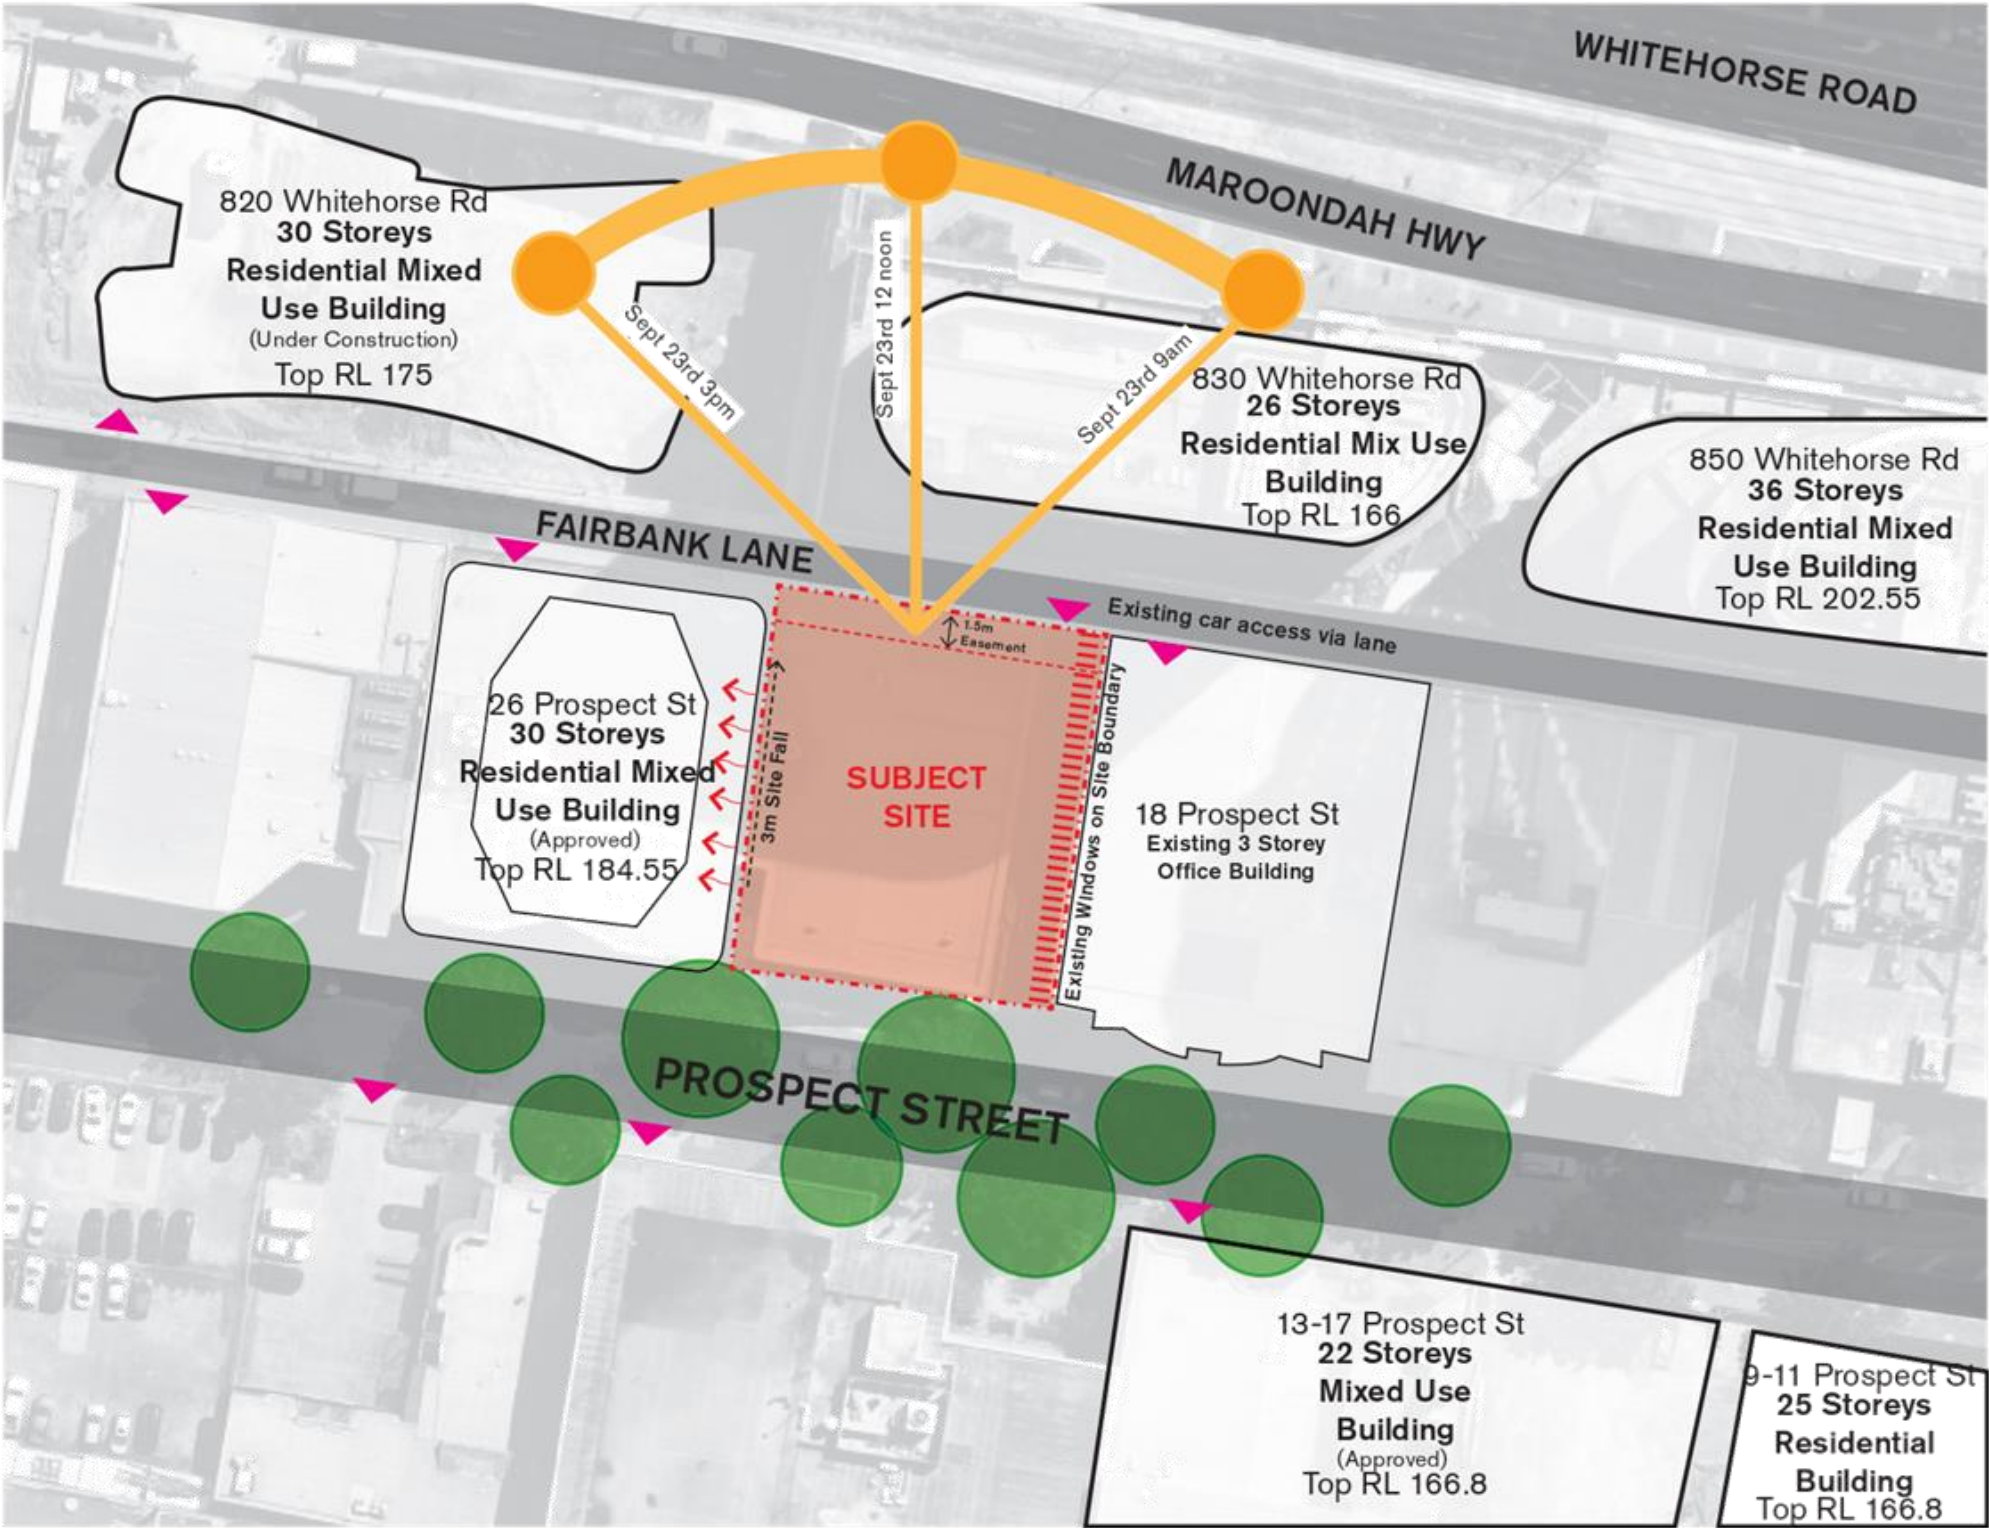 WHITEHORSE ROAD
MAROONDAH HWY
820 Whitehorse Rd
30 Storeys
Residential Mixed
Use Building
(Under Construction)
Top RL 175
Sept 23rd 3pm
Sept 23rd 12 noon
Sept 23rd 9am
830 Whitehorse Rd
26 Storeys
Residential Mix Use
Building
Top RL 166
850 Whitehorse Rd
36 Storeys
Residential Mixed
Use Building
Top RL 202.55
FAIRBANK LANE
Existing car access via lane
1.5m
Easement
26 Prospect St
30 Storeys
Residential Mixed
Use Building
(Approved)
Top RL 184.55
3m Site Fall
SUBJECT
SITE
Existing Windows on Site Boundary
18 Prospect St
Existing 3 Storey
Office Building
PROSPECT STREET
13-17 Prospect St
22 Storeys
Mixed Use
Building
(Approved)
Top RL 166.8
9-11 Prospect St
25 Storeys
Residential
Building
Top RL 166.8